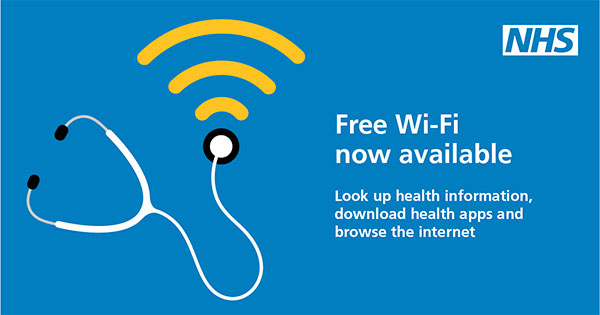 NHS
Free Wi-Fi
now available
Look up health information,
download health apps and
browse the internet